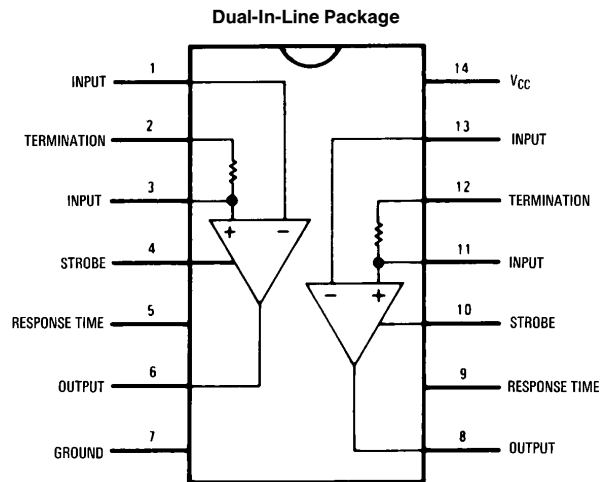 Dual-In-Line Package
INPUT 1
TERMINATION 2
INPUT 3
STROBE 4
RESPONSE TIME 5
OUTPUT 6
GROUND 7
14 VCC
13 INPUT
12 TERMINATION
11 INPUT
10 STROBE
9 RESPONSE TIME
8 OUTPUT
+ −
− +